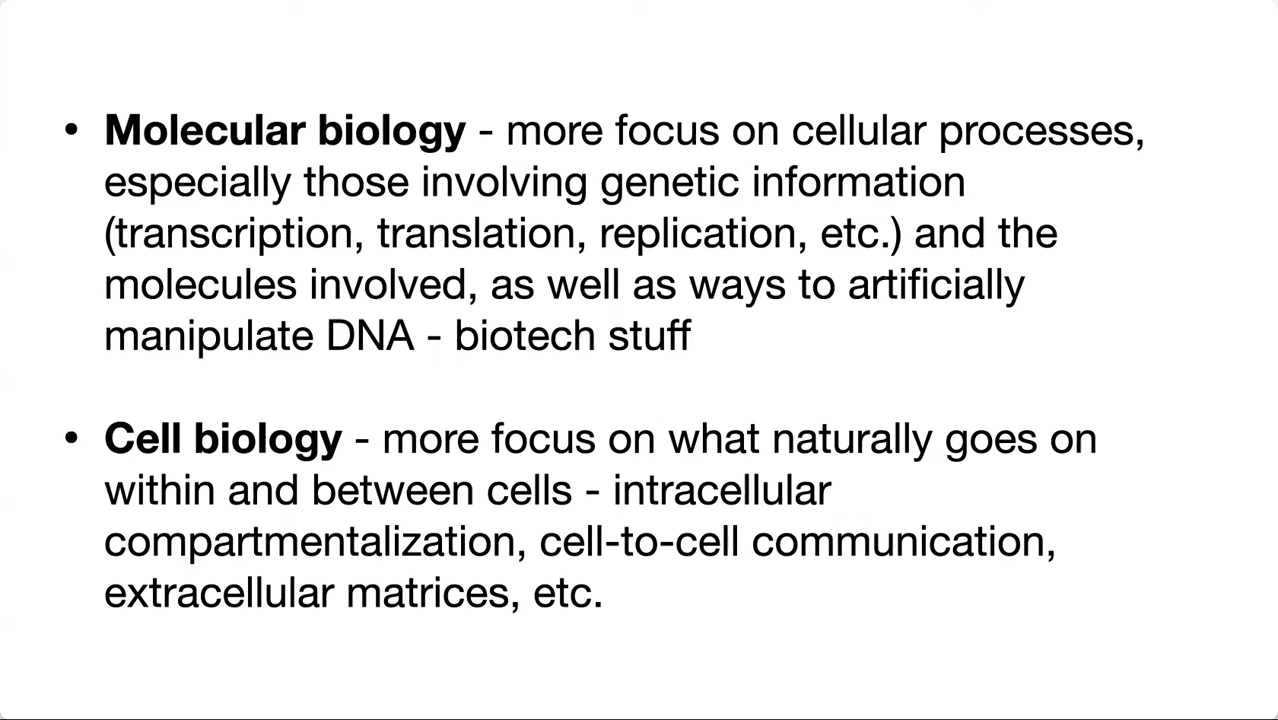 • Molecular biology - more focus on cellular processes,
especially those involving genetic information
(transcription, translation, replication, etc.) and the
molecules involved, as well as ways to artificially
manipulate DNA - biotech stuff
• Cell biology - more focus on what naturally goes on
within and between cells - intracellular
compartmentalization, cell-to-cell communication,
extracellular matrices, etc.